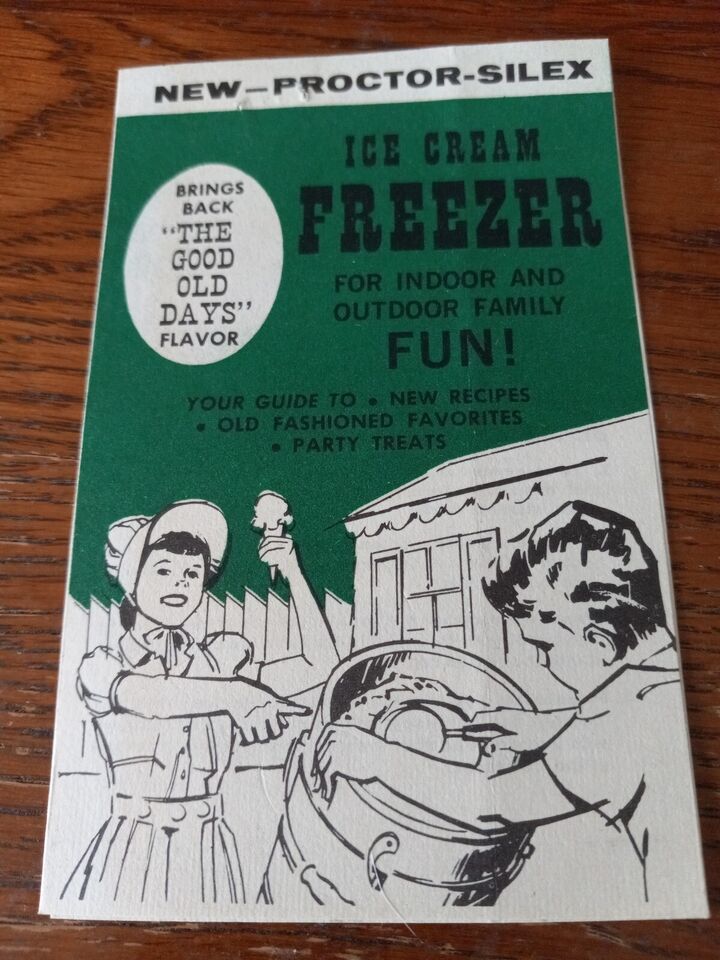 NEW—PROCTOR-SILEX
ICE CREAM
FREEZER
FOR INDOOR AND
OUTDOOR FAMILY
FUN!
BRINGS
BACK
"THE
GOOD
OLD
DAYS"
FLAVOR
YOUR GUIDE TO • NEW RECIPES
• OLD FASHIONED FAVORITES
• PARTY TREATS